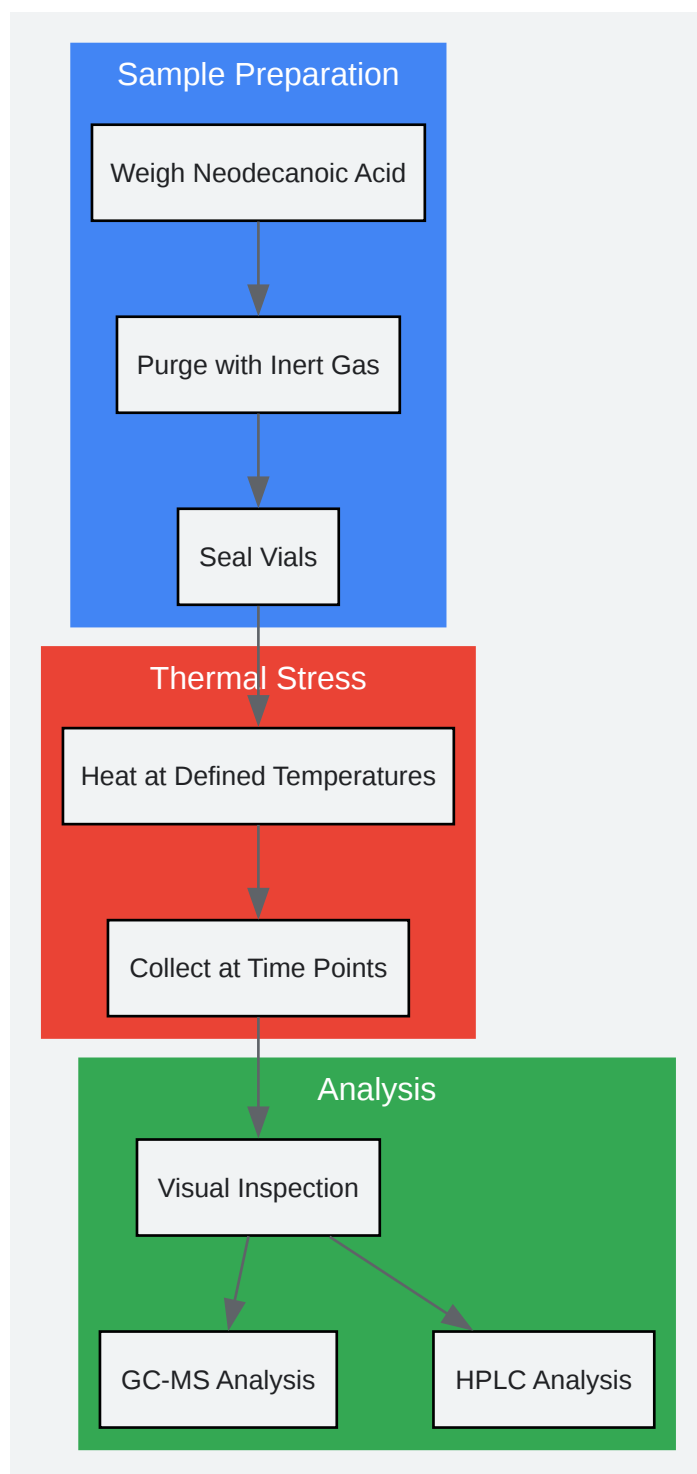 Sample Preparation
Weigh Neodecanoic Acid
Purge with Inert Gas
Seal Vials
Thermal Stress
Heat at Defined Temperatures
Collect at Time Points
Analysis
Visual Inspection
GC-MS Analysis
HPLC Analysis